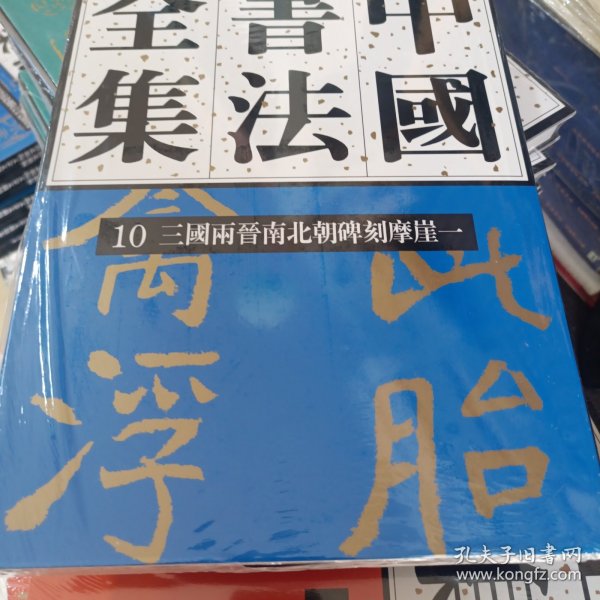 中國
書法
全集
10 三國兩晉南北朝碑刻摩崖一
此胎
禽浮
孔夫子旧书网
www.kongfz.com